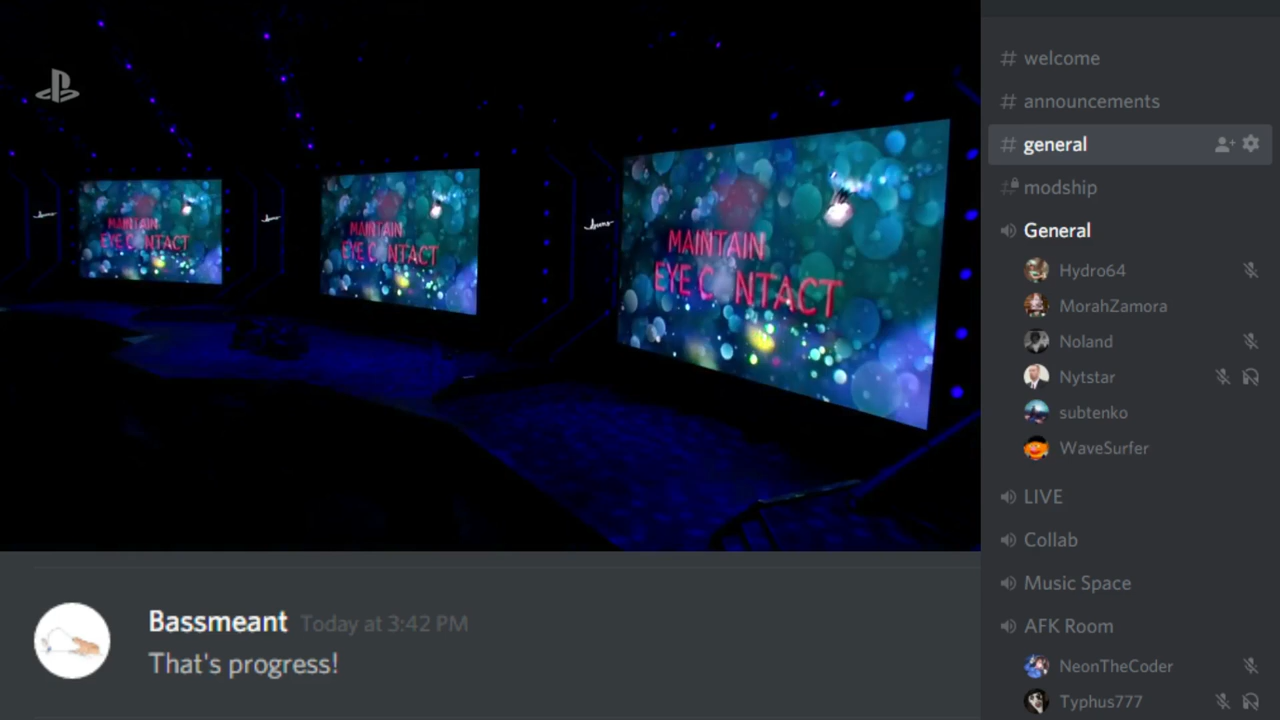 MAINTAIN
EYE C NTACT
MAINTAIN
EYE C NTACT
MAINTAIN
EYE C NTACT
# welcome
# announcements
# general
# modship
General
Hydro64
MorahZamora
Noland
Nytstar
subtenko
WaveSurfer
LIVE
Collab
Music Space
AFK Room
NeonTheCoder
Typhus777
Bassmeant Today at 3:42 PM
That's progress!